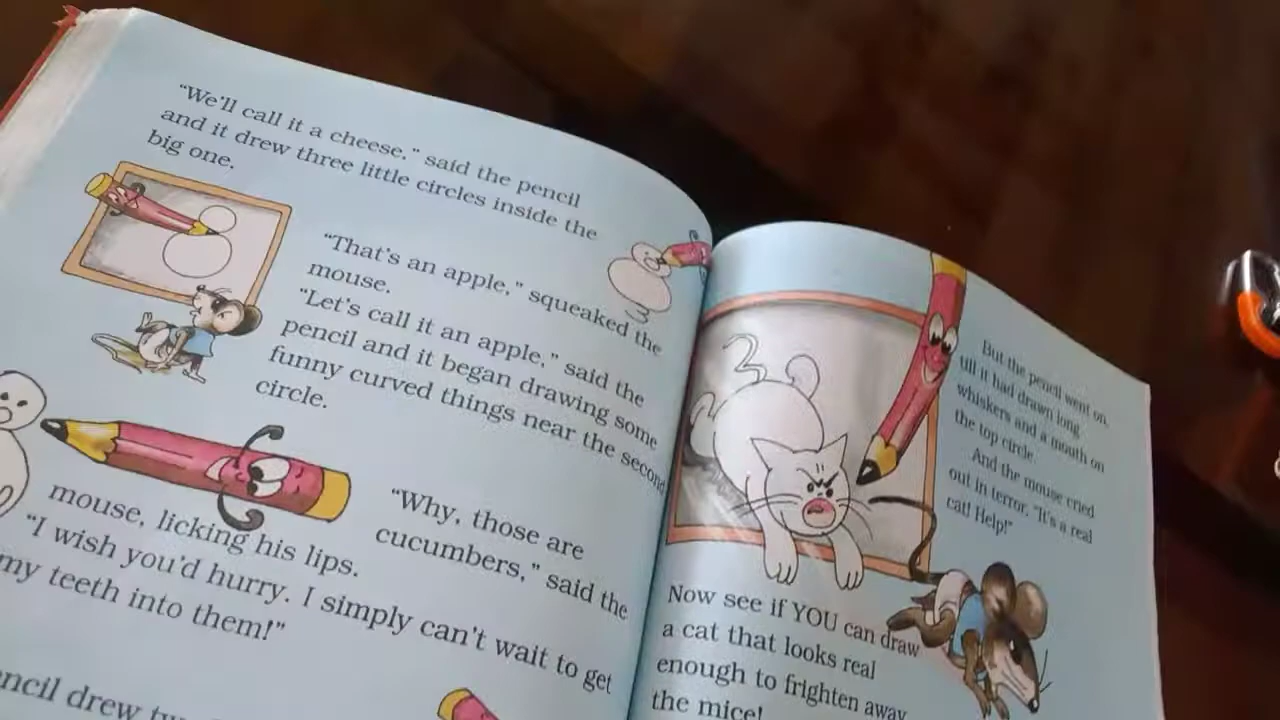 “We’ll call it a cheese,” said the pencil
and it drew three little circles inside the
big one.
“That’s an apple,” squeaked the
mouse.
“Let’s call it an apple,” said the
pencil and it began drawing some
funny curved things near the second
circle.
“Why, those are
cucumbers,” said the
mouse, licking his lips.
“I wish you’d hurry. I simply can’t wait to get
my teeth into them!”
drew
But the pencil went on,
till it had drawn long
whiskers and a mouth on
the top circle.
And the mouse cried
out in terror, “It’s a real
cat! Help!”
Now see if YOU can draw
a cat that looks real
enough to frighten away
the mice!